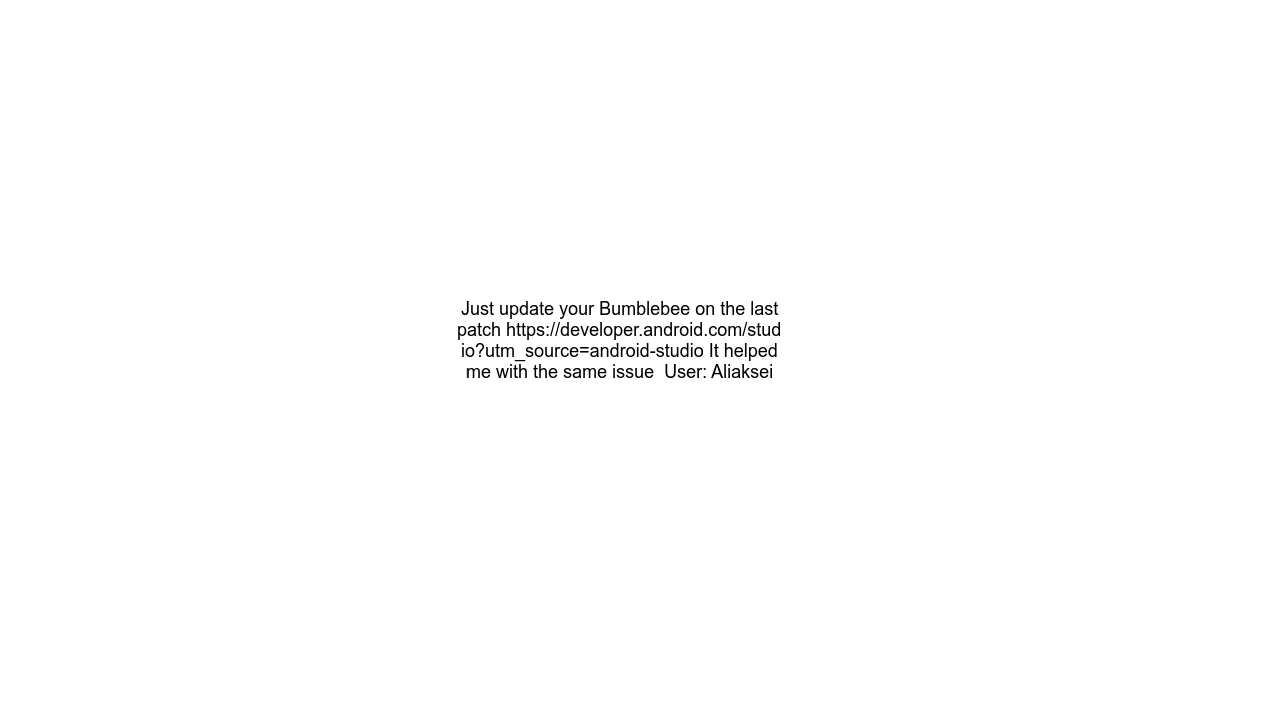 Just update your Bumblebee on the last
patch https://developer.android.com/stud
io?utm_source=android-studio It helped
me with the same issue  User: Aliaksei